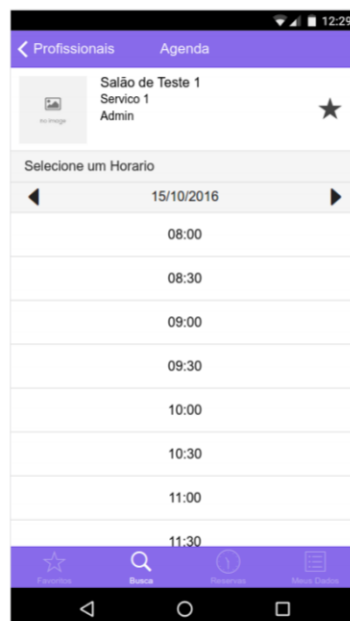 12:29
Profissionais Agenda
Salão de Teste 1
Servico 1
Admin
no image
Selecione um Horario
15/10/2016
08:00
08:30
09:00
09:30
10:00
10:30
11:00
11:30
Favoritos Busca Reservas Meus Dados